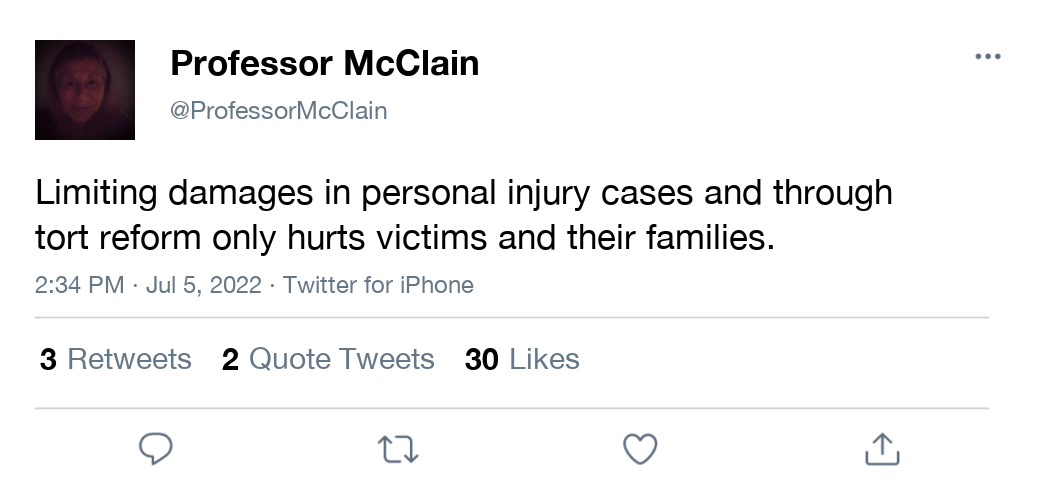 Professor McClain
@ProfessorMcClain
Limiting damages in personal injury cases and through
tort reform only hurts victims and their families.
2:34 PM · Jul 5, 2022 · Twitter for iPhone
3 Retweets 2 Quote Tweets 30 Likes